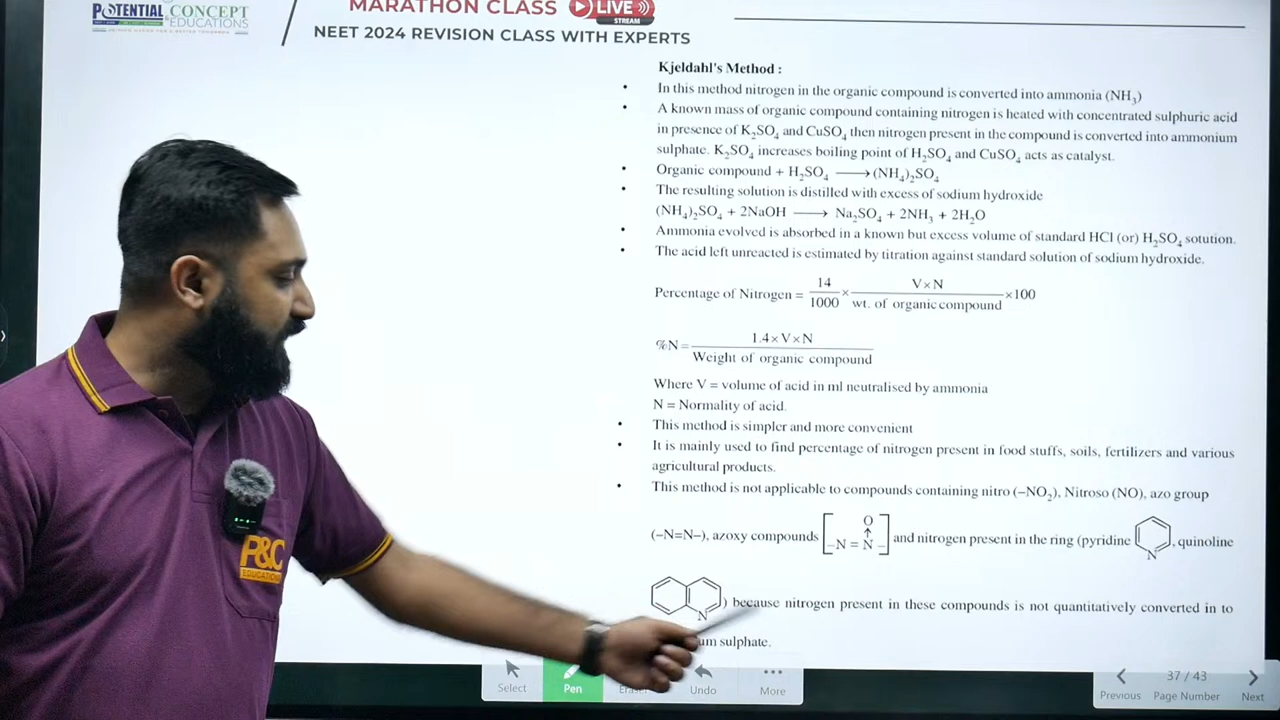 POTENTIAL CONCEPT
EDUCATIONS
MARATHON CLASS LIVE
STREAM
NEET 2024 REVISION CLASS WITH EXPERTS
Kjeldahl's Method :
• In this method nitrogen in the organic compound is converted into ammonia (NH₃)
• A known mass of organic compound containing nitrogen is heated with concentrated sulphuric acid
in presence of K₂SO₄ and CuSO₄ then nitrogen present in the compound is converted into ammonium
sulphate. K₂SO₄ increases boiling point of H₂SO₄ and CuSO₄ acts as catalyst.
• Organic compound + H₂SO₄ ⟶ (NH₄)₂SO₄
• The resulting solution is distilled with excess of sodium hydroxide
(NH₄)₂SO₄ + 2NaOH ⟶ Na₂SO₄ + 2NH₃ + 2H₂O
• Ammonia evolved is absorbed in a known but excess volume of standard HCl (or) H₂SO₄ sotution.
• The acid left unreacted is estimated by titration against standard solution of sodium hydroxide.
Percentage of Nitrogen = 14/1000 × V×N/wt. of organic compound ×100
%N = 1.4×V×N/Weight of organic compound
Where V = volume of acid in ml neutralised by ammonia
N = Normality of acid.
• This method is simpler and more convenient
• It is mainly used to find percentage of nitrogen present in food stuffs, soils, fertilizers and various
agricultural products.
• This method is not applicable to compounds containing nitro (–NO₂), Nitroso (NO), azo group
(–N=N–), azoxy compounds [–N = N(↑O) –] and nitrogen present in the ring (pyridine N, quinoline
N) because nitrogen present in these compounds is not quantitatively converted in to
um sulphate.
P&C
EDUCATIONS
Select Pen Eraser Undo More
Previous 37 / 43 Page Number Next